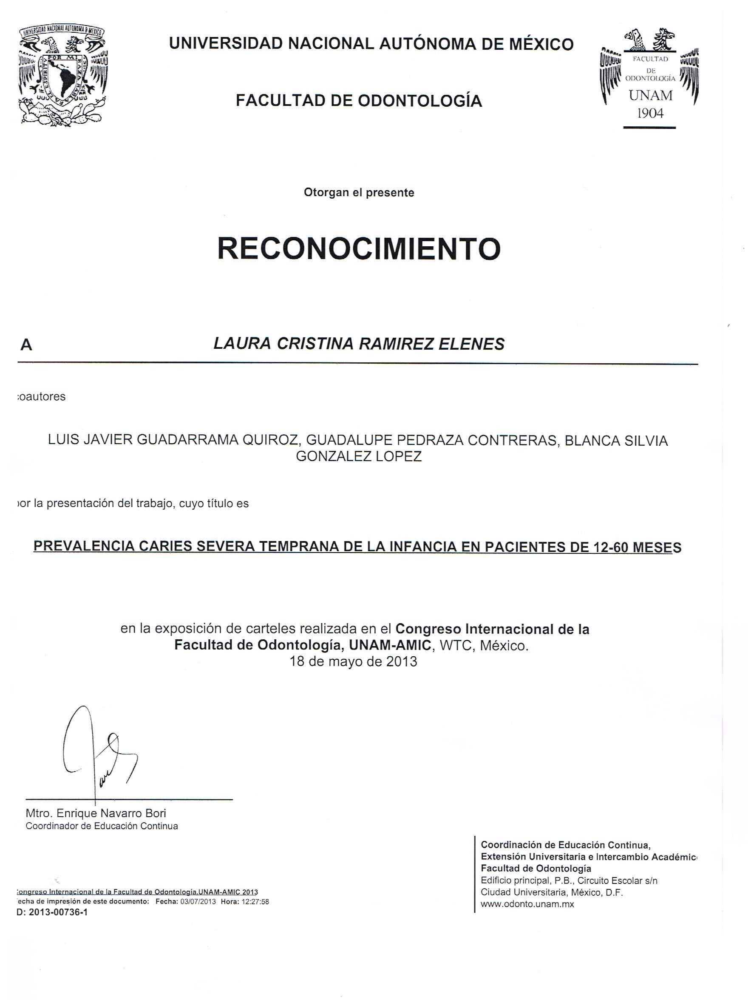 UNIVERSIDAD NACIONAL AUTONOMA D MEXICO
POR MI RAZA HABLARA EL ESPIRITU
UNIVERSIDAD NACIONAL AUTÓNOMA DE MÉXICO
FACULTAD DE ODONTOLOGÍA
FACULTAD
DE
ODONTOLOGÍA
UNAM
1904
Otorgan el presente
RECONOCIMIENTO
A LAURA CRISTINA RAMIREZ ELENES
:oautores
LUIS JAVIER GUADARRAMA QUIROZ, GUADALUPE PEDRAZA CONTRERAS, BLANCA SILVIA
GONZALEZ LOPEZ
or la presentación del trabajo, cuyo título es
PREVALENCIA CARIES SEVERA TEMPRANA DE LA INFANCIA EN PACIENTES DE 12-60 MESES
en la exposición de carteles realizada en el Congreso Internacional de la
Facultad de Odontología, UNAM-AMIC, WTC, México.
18 de mayo de 2013
Mtro. Enrique Navarro Bori
Coordinador de Educación Continua
Coordinación de Educación Continua,
Extensión Universitaria e Intercambio Académic
Facultad de Odontología
Edificio principal, P.B., Circuito Escolar s/n
Ciudad Universitaria, México, D.F.
www.odonto.unam.mx
:ongreso Internacional de la Facultad de Odontología,UNAM-AMIC 2013
echa de impresión de este documento: Fecha: 03/07/2013 Hora: 12:27:58
D: 2013-00736-1